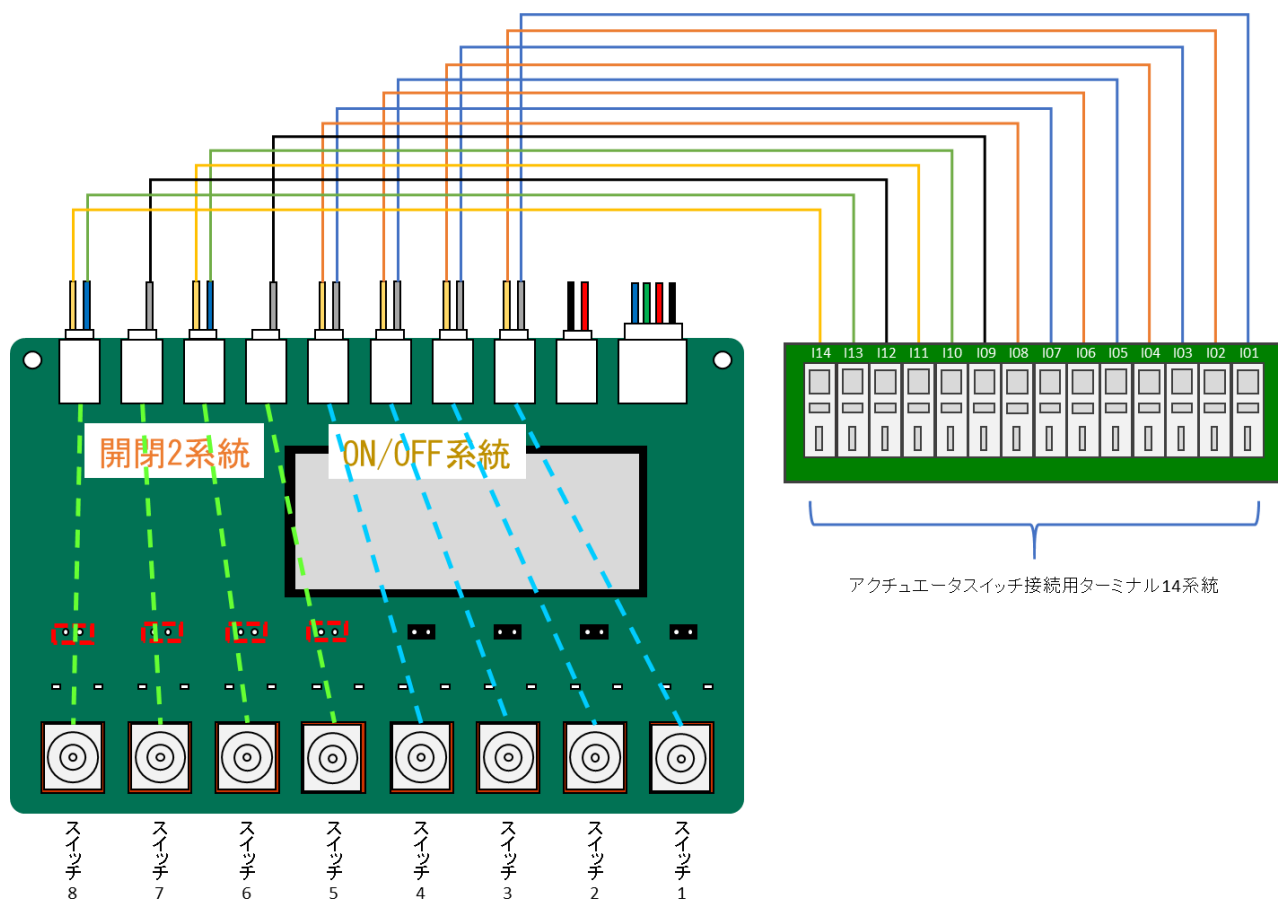 I14 I13 I12 I11 I10 I09 I08 I07 I06 I05 I04 I03 I02 I01
開閉2系統
ON/OFF系統
アクチュエータスイッチ接続用ターミナル14系統
スイッチ8
スイッチ7
スイッチ6
スイッチ5
スイッチ4
スイッチ3
スイッチ2
スイッチ1